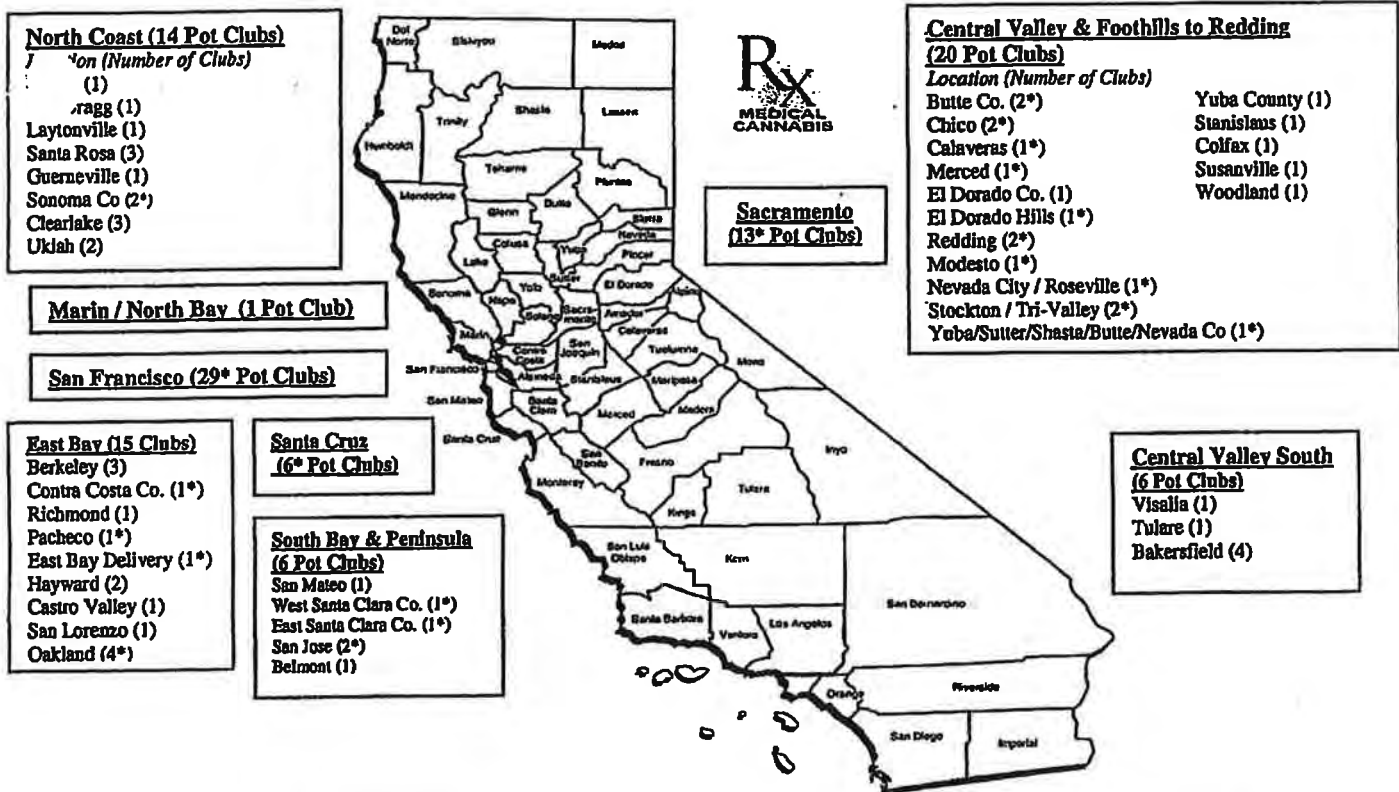 North Coast (14 Pot Clubs)
(Number of Clubs)
(1)
(1)
Laytonville (1)
Santa Rosa (3)
Guerneville (1)
Sonoma Co (2*)
Clearlake (3)
Ukiah (2)
Marin / North Bay (1 Pot Club)
San Francisco (29* Pot Clubs)
East Bay (15 Clubs)
Berkeley (3)
Contra Costa Co. (1*)
Richmond (1)
Pacheco (1*)
East Bay Delivery (1*)
Hayward (2)
Castro Valley (1)
San Lorenzo (1)
Oakland (4*)
Santa Cruz
(6* Pot Clubs)
South Bay & Peninsula
(6 Pot Clubs)
San Mateo (1)
West Santa Clara Co. (1*)
East Santa Clara Co. (1*)
San Jose (2*)
Belmont (1)
Rx
MEDICAL
CANNABIS
Sacramento
(13* Pot Clubs)
Central Valley & Foothills to Redding
(20 Pot Clubs)
Location (Number of Clubs)
Butte Co. (2*)
Chico (2*)
Calaveras (1*)
Merced (1*)
El Dorado Co. (1)
El Dorado Hills (1*)
Redding (2*)
Modesto (1*)
Nevada City / Roseville (1*)
Stockton / Tri-Valley (2*)
Yuba/Sutter/Shasta/Butte/Nevada Co (1*)
Yuba County (1)
Stanislaus (1)
Colfax (1)
Susanville (1)
Woodland (1)
Central Valley South
(6 Pot Clubs)
Visalia (1)
Tulare (1)
Bakersfield (4)
Del
Norte
Siskiyou
Modoc
Humboldt
Trinity
Shasta
Lassen
Tehama
Plumas
Mendocino
Glenn
Butte
Sierra
Nevada
Colusa
Yuba
Placer
Lake
Sutter
El Dorado
Alpine
Sonoma
Napa
Yolo
Solano
Sacra-
mento
Amador
Calaveras
Marin
Contra
Costa
San
Joaquin
Tuolumne
Mono
San Francisco
Alameda
Stanislaus
Mariposa
San Mateo
Santa
Clara
Merced
Madera
Santa Cruz
San
Benito
Fresno
Inyo
Monterey
Kings
Tulare
San Luis
Obispo
Kern
San Bernardino
Santa Barbara
Ventura
Los Angeles
Orange
Riverside
San Diego
Imperial